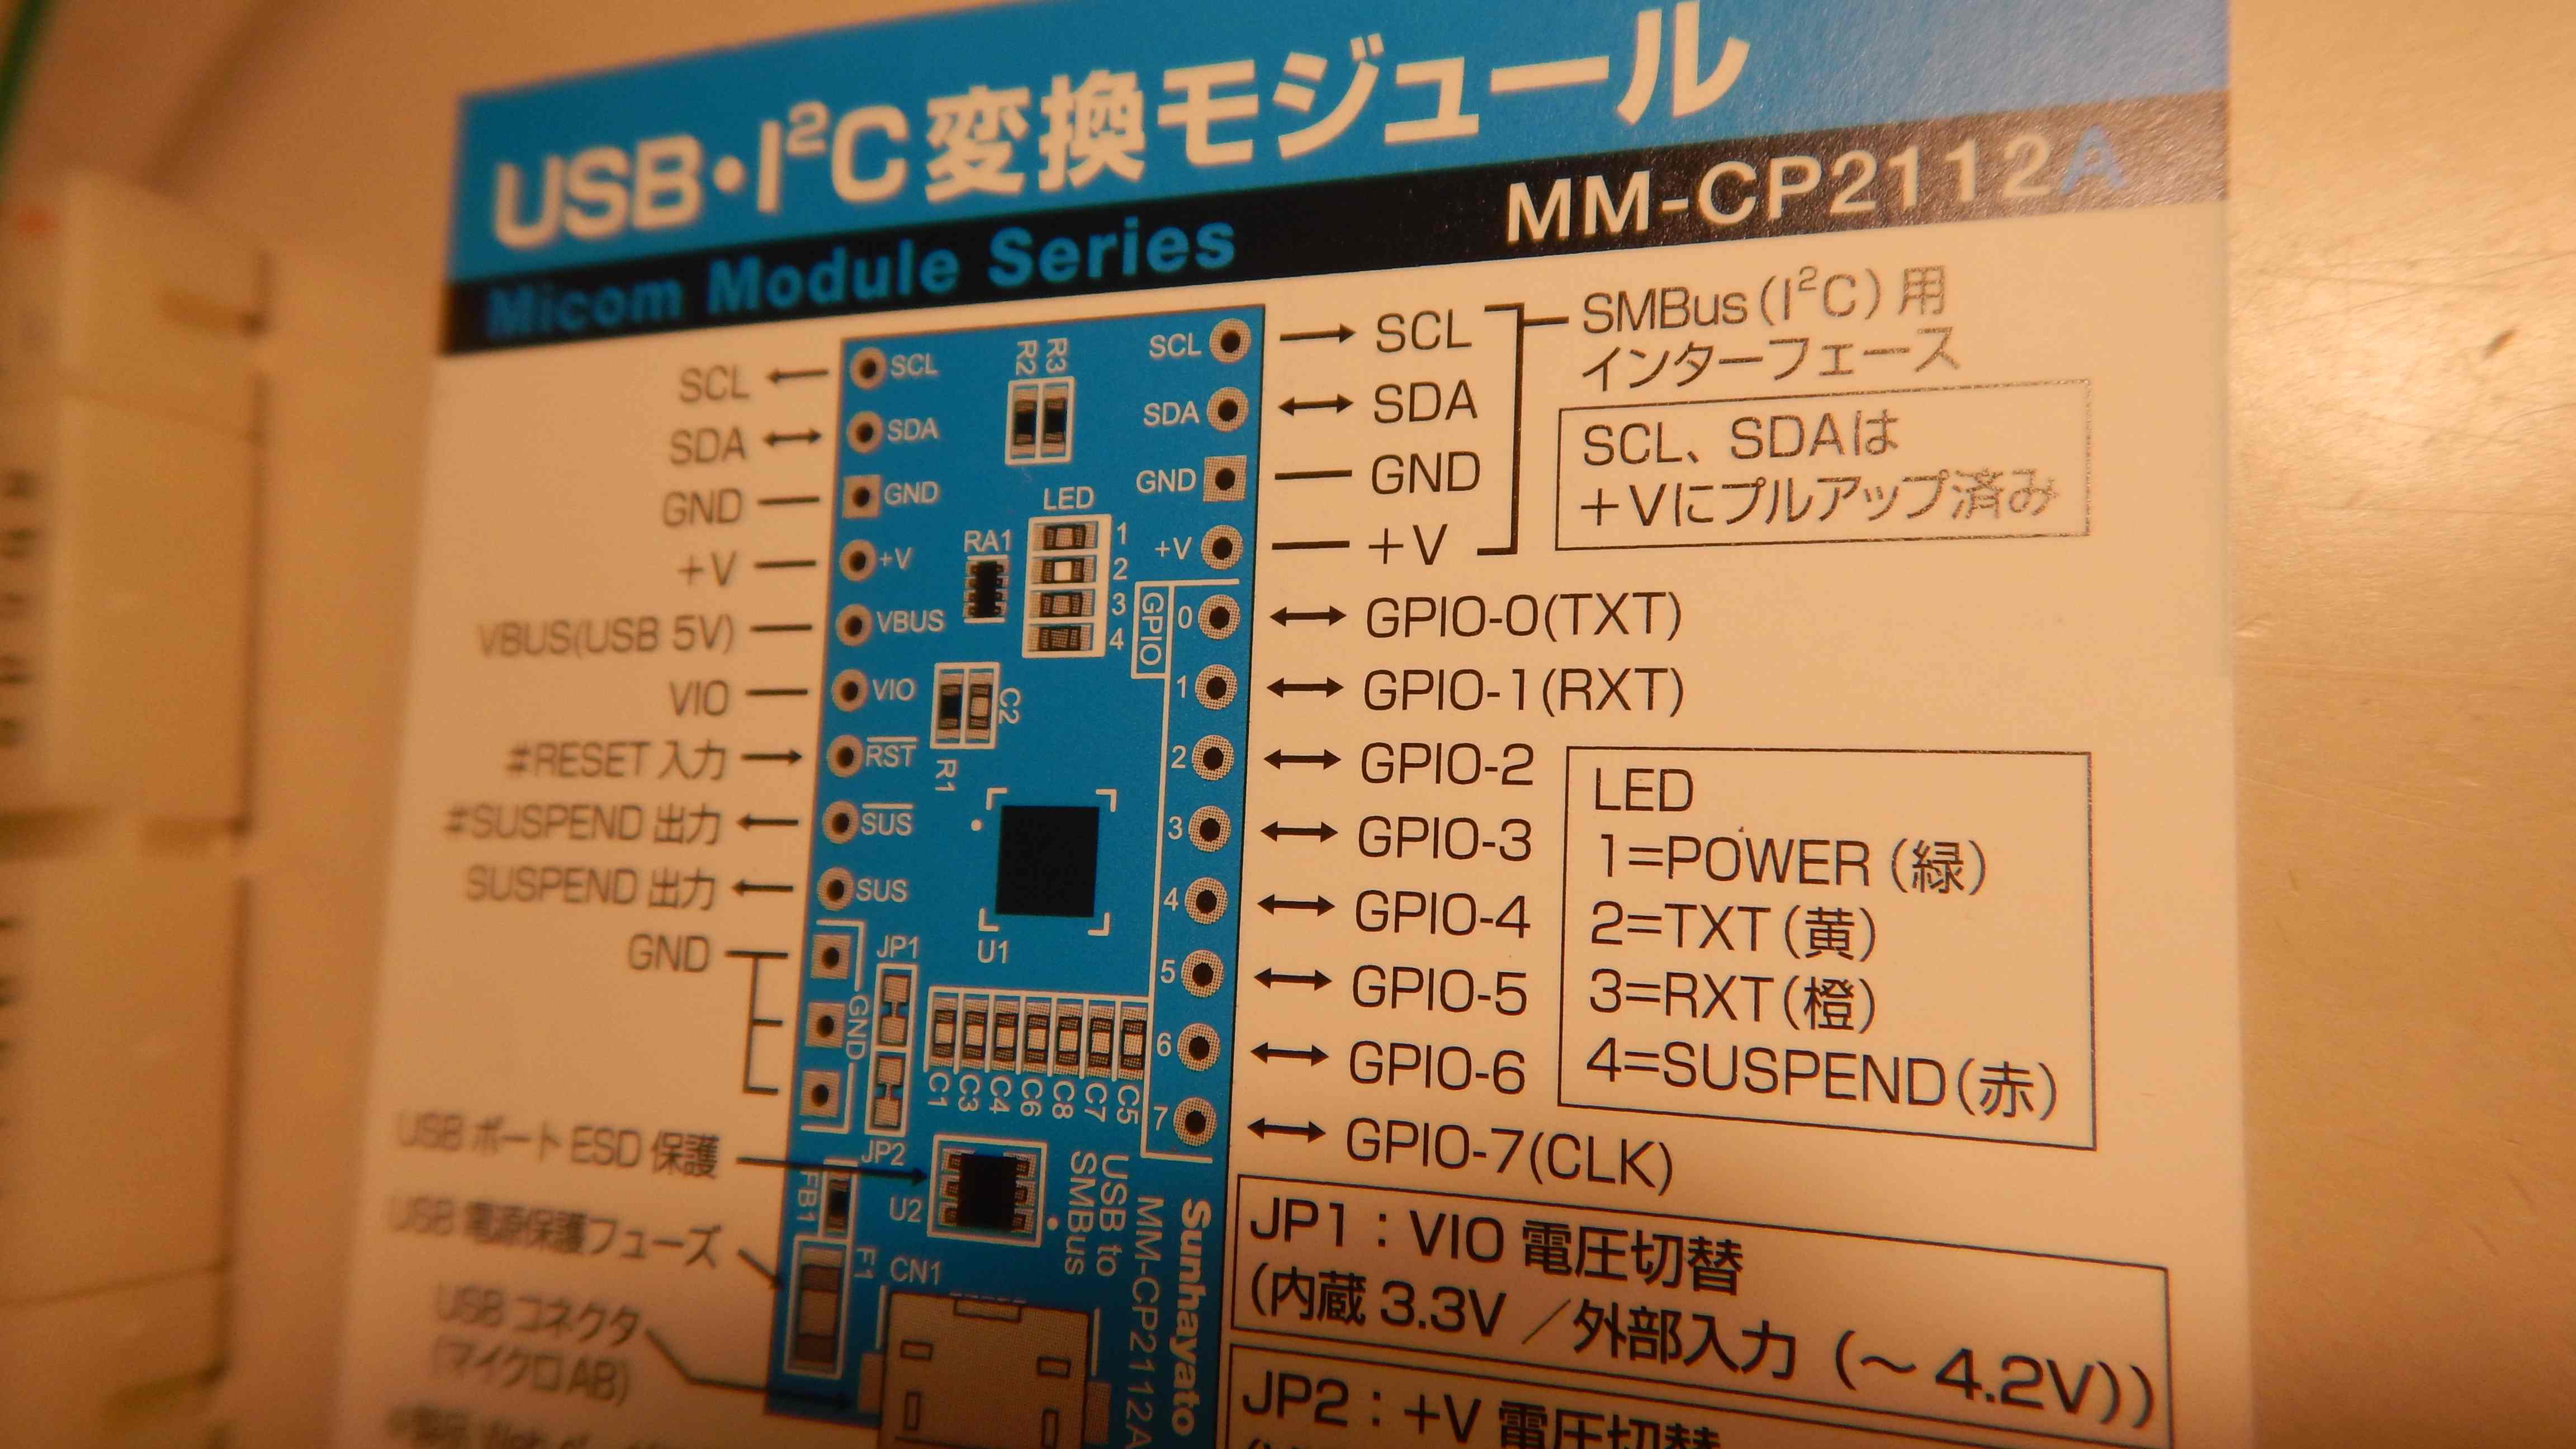 USB・I²C変換モジュール
Micom Module Series
MM-CP2112A
SCL
SDA
GND
+V
VBUS(USB 5V)
VIO
#RESET 入力
#SUSPEND 出力
SUSPEND 出力
GND
USB ポート ESD 保護
USB 電源保護フューズ
USB コネクタ
(マイクロAB)
SCL
SDA
GND
+V
VBUS
VIO
RST
SUS
SUS
GND
R2
R3
LED
1
2
3
4
RA1
C2
R1
U1
JP1
JP2
C1
C3
C4
C6
C8
C7
C5
FB1
U2
F1
CN1
USB to
SMBus
MM-CP2112A
Sunhayato
SCL
SDA
GND
+V
GPIO
0
1
2
3
4
5
6
7
SCL
SDA
GND
+V
SMBus(I²C)用
インターフェース
SCL、SDAは
+Vにプルアップ済み
GPIO-0(TXT)
GPIO-1(RXT)
GPIO-2
GPIO-3
GPIO-4
GPIO-5
GPIO-6
GPIO-7(CLK)
LED
1=POWER(緑)
2=TXT(黄)
3=RXT(橙)
4=SUSPEND(赤)
JP1：VIO 電圧切替
(内蔵 3.3V／外部入力(～4.2V))
JP2：+V 電圧切替